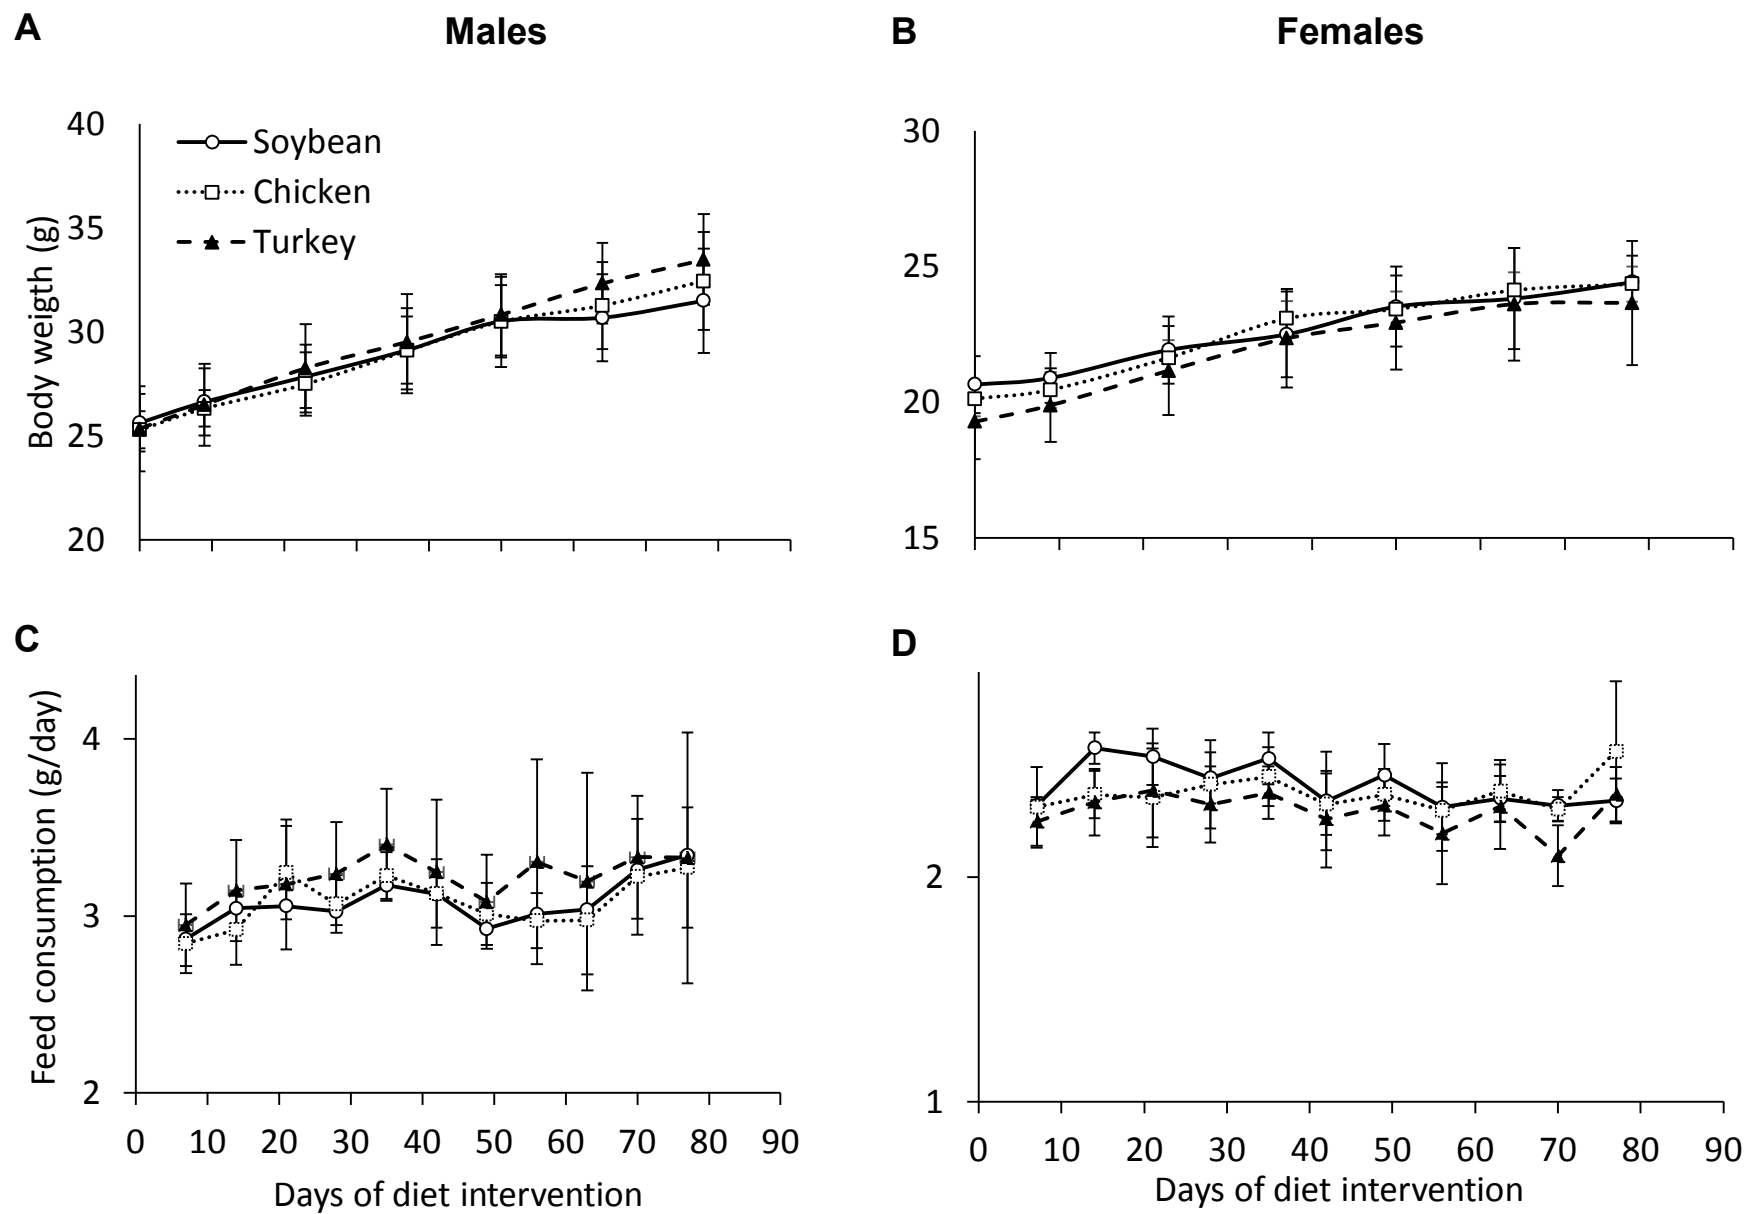 A
Males
B
Females
40
35
30
25
20
Body weigth (g)
Soybean
Chicken
Turkey
30
25
20
15
C
D
4
3
2
Feed consumption (g/day)
0 10 20 30 40 50 60 70 80 90
Days of diet intervention
2
1
0 10 20 30 40 50 60 70 80 90
Days of diet intervention